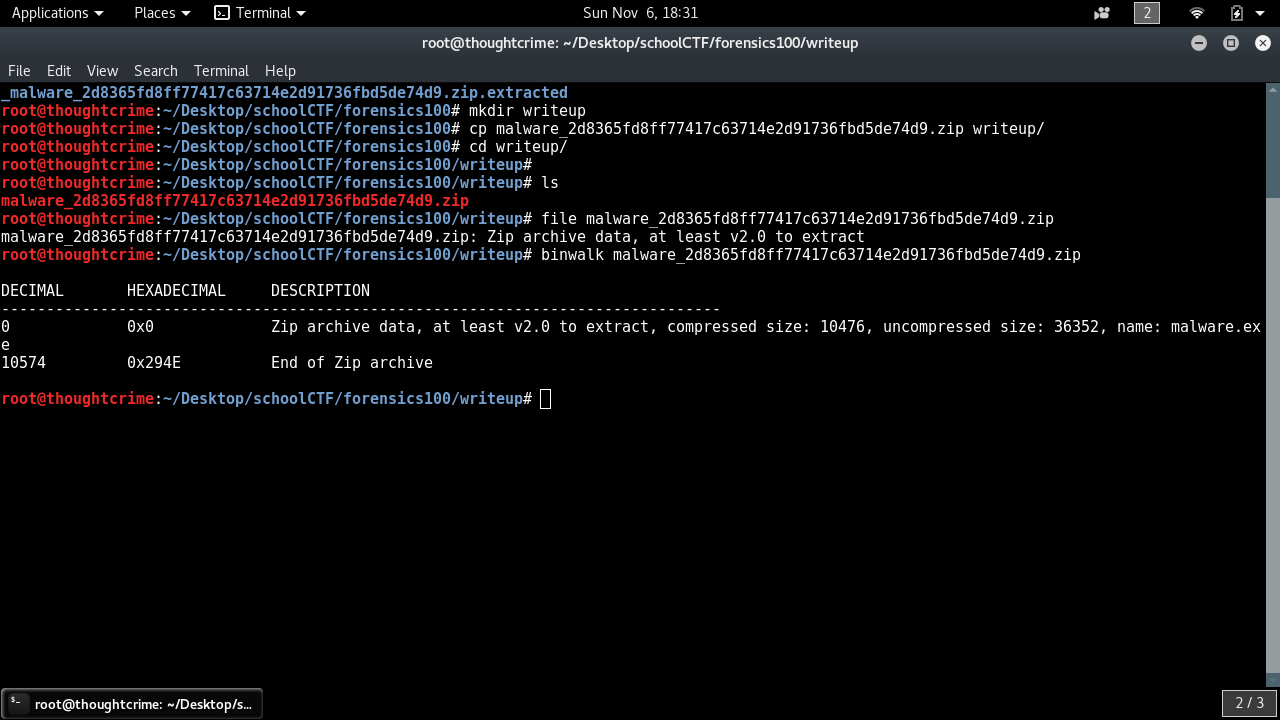 Applications Places Terminal Sun Nov 6, 18:31 2
root@thoughtcrime: ~/Desktop/schoolCTF/forensics100/writeup
File Edit View Search Terminal Help
_malware_2d8365fd8ff77417c63714e2d91736fbd5de74d9.zip.extracted
root@thoughtcrime:~/Desktop/schoolCTF/forensics100# mkdir writeup
root@thoughtcrime:~/Desktop/schoolCTF/forensics100# cp malware_2d8365fd8ff77417c63714e2d91736fbd5de74d9.zip writeup/
root@thoughtcrime:~/Desktop/schoolCTF/forensics100# cd writeup/
root@thoughtcrime:~/Desktop/schoolCTF/forensics100/writeup#
root@thoughtcrime:~/Desktop/schoolCTF/forensics100/writeup# ls
malware_2d8365fd8ff77417c63714e2d91736fbd5de74d9.zip
root@thoughtcrime:~/Desktop/schoolCTF/forensics100/writeup# file malware_2d8365fd8ff77417c63714e2d91736fbd5de74d9.zip
malware_2d8365fd8ff77417c63714e2d91736fbd5de74d9.zip: Zip archive data, at least v2.0 to extract
root@thoughtcrime:~/Desktop/schoolCTF/forensics100/writeup# binwalk malware_2d8365fd8ff77417c63714e2d91736fbd5de74d9.zip
DECIMAL HEXADECIMAL DESCRIPTION
--------------------------------------------------------------------------------
0 0x0 Zip archive data, at least v2.0 to extract, compressed size: 10476, uncompressed size: 36352, name: malware.ex
e
10574 0x294E End of Zip archive
root@thoughtcrime:~/Desktop/schoolCTF/forensics100/writeup#
root@thoughtcrime: ~/Desktop/s... 2 / 3